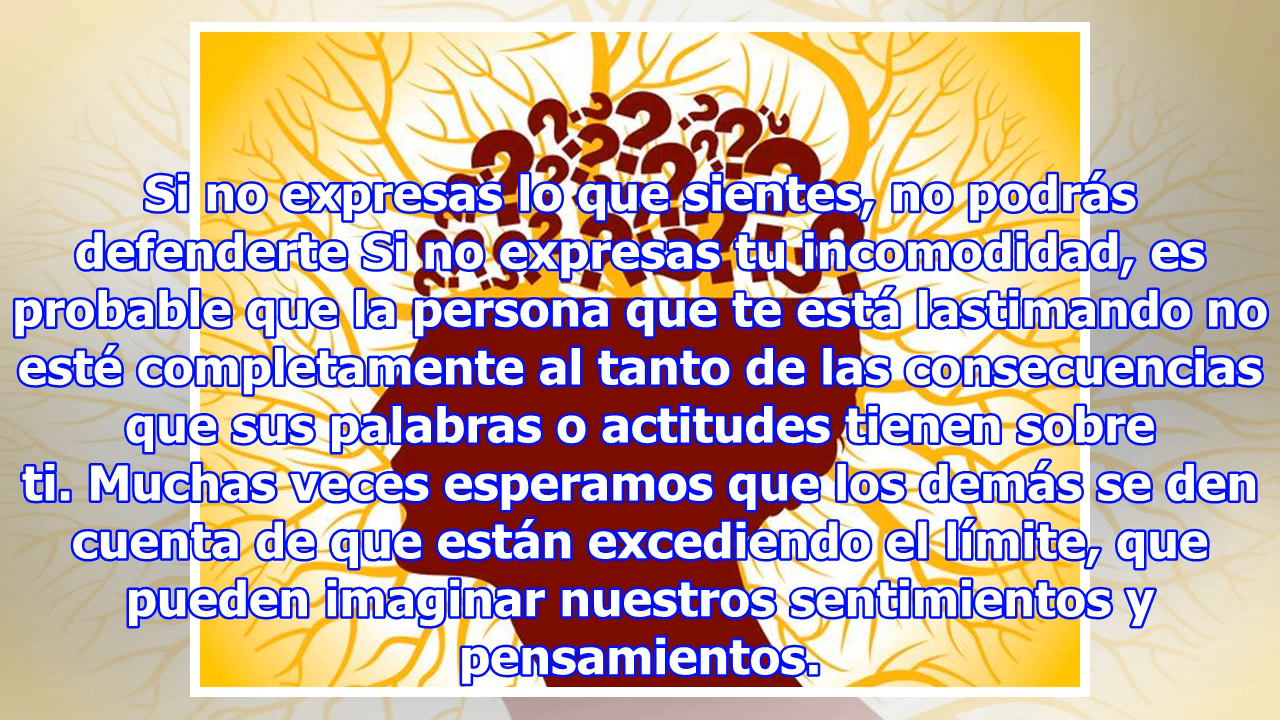 Si no expresas lo que sientes, no podrás
defenderte Si no expresas tu incomodidad, es
probable que la persona que te está lastimando no
esté completamente al tanto de las consecuencias
que sus palabras o actitudes tienen sobre
ti. Muchas veces esperamos que los demás se den
cuenta de que están excediendo el límite, que
pueden imaginar nuestros sentimientos y
pensamientos.